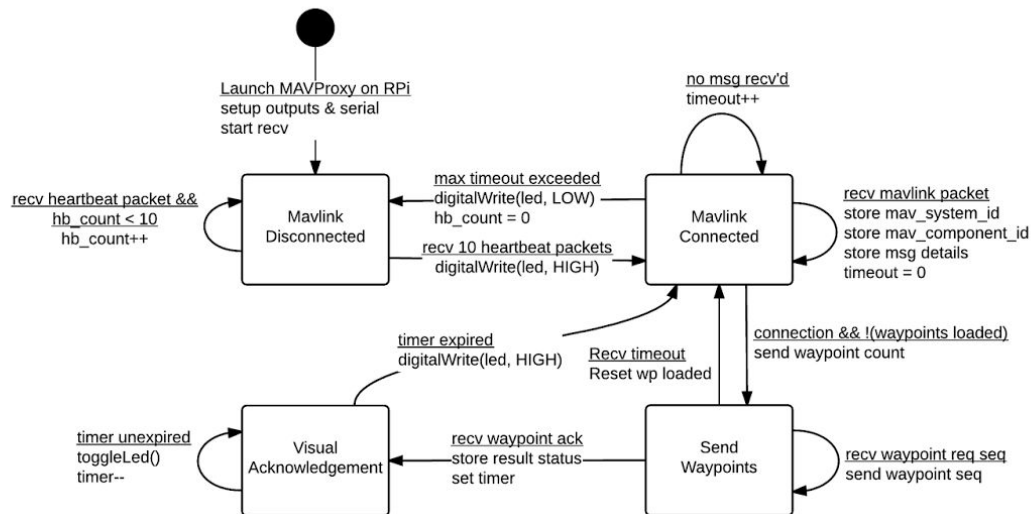 Launch MAVProxy on RPi
setup outputs & serial
start recv
no msg recv'd
timeout++
recv heartbeat packet &&
hb_count < 10
hb_count++
Mavlink
Disconnected
max timeout exceeded
digitalWrite(led, LOW)
hb_count = 0
recv 10 heartbeat packets
digitalWrite(led, HIGH)
Mavlink
Connected
recv mavlink packet
store mav_system_id
store mav_component_id
store msg details
timeout = 0
timer expired
digitalWrite(led, HIGH)
Recv timeout
Reset wp loaded
connection && !(waypoints loaded)
send waypoint count
timer unexpired
toggleLed()
timer--
Visual
Acknowledgement
recv waypoint ack
store result status
set timer
Send
Waypoints
recv waypoint req seq
send waypoint seq